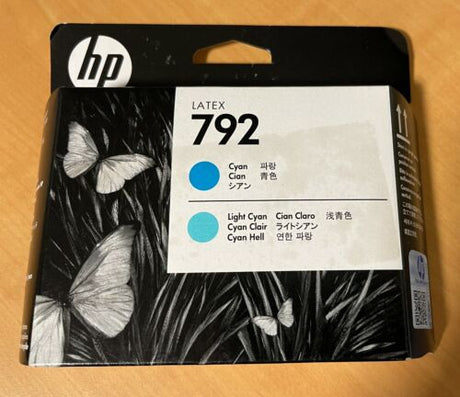 hp
LATEX
792
Cyan 파랑
Cian 青色
シアン
Light Cyan Cian Claro 浅青色
Cyan Clair ライトシアン
Cyan Hell 연한 파랑